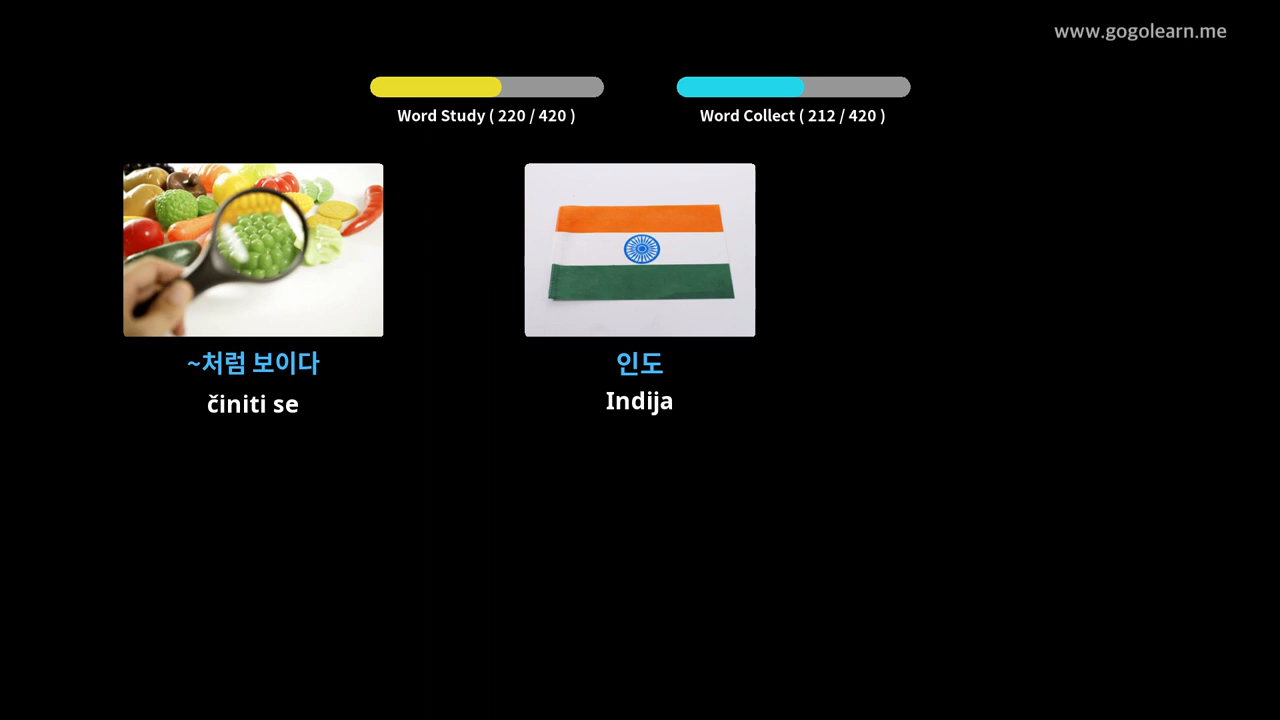 www.gogolearn.me
Word Study ( 220 / 420 )
Word Collect ( 212 / 420 )
~처럼 보이다
činiti se
인도
Indija